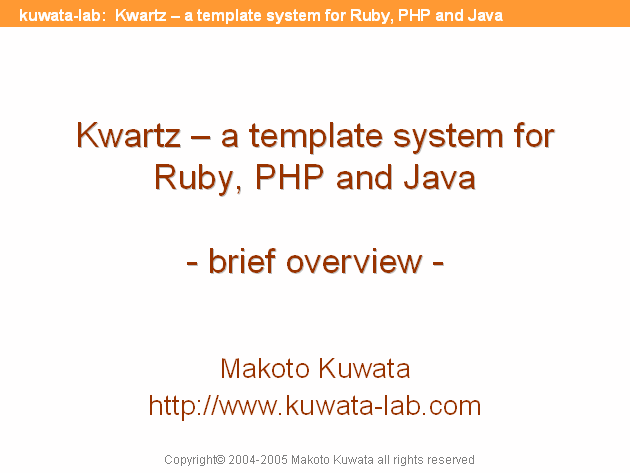 kuwata-lab:  Kwartz – a template system for Ruby, PHP and Java
Kwartz – a template system for
Ruby, PHP and Java
- brief overview -
Makoto Kuwata
http://www.kuwata-lab.com
Copyright© 2004-2005 Makoto Kuwata all rights reserved